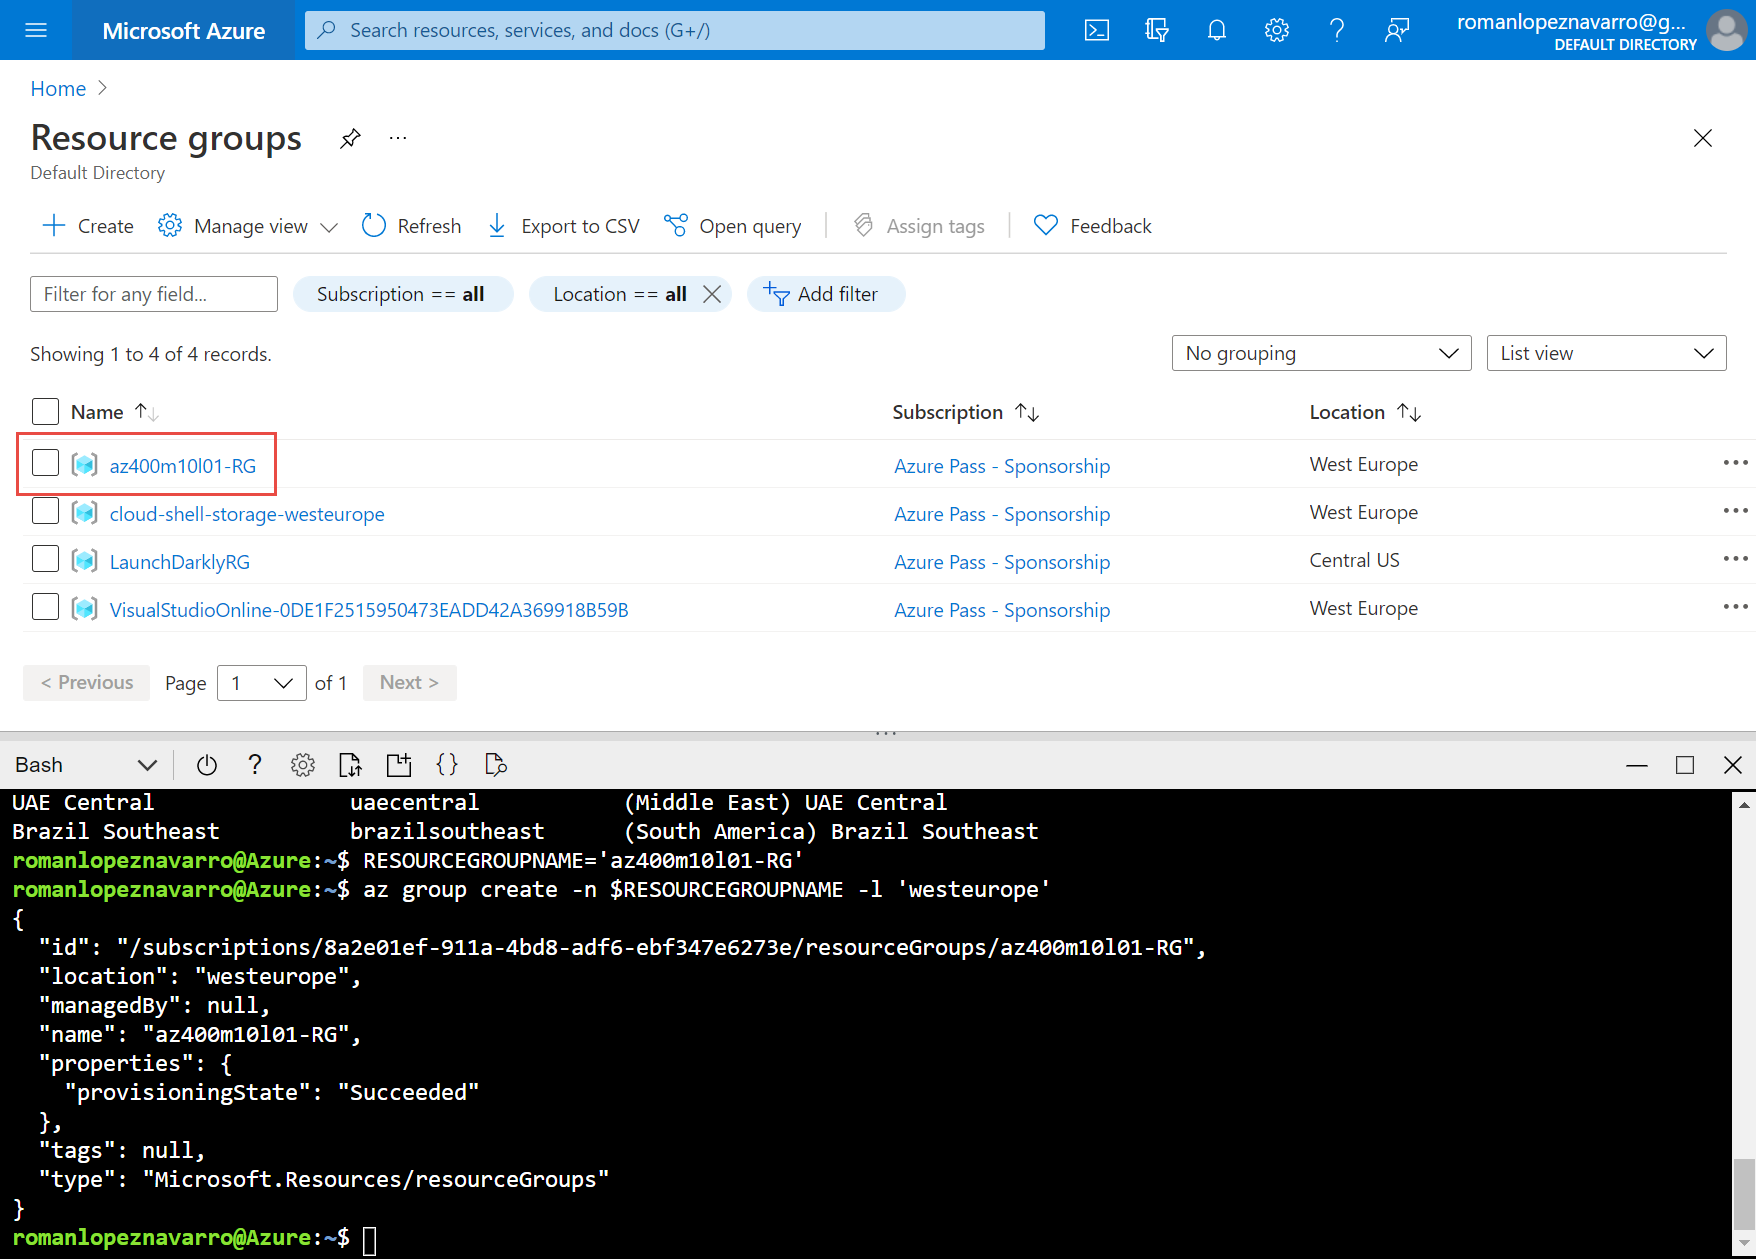 Microsoft Azure
Search resources, services, and docs (G+/)
romanlopeznavarro@g...
DEFAULT DIRECTORY
Home >
Resource groups
Default Directory
Create Manage view Refresh Export to CSV Open query Assign tags Feedback
Filter for any field... Subscription == all Location == all Add filter
Showing 1 to 4 of 4 records. No grouping List view
Name Subscription Location
az400m10l01-RG Azure Pass - Sponsorship West Europe
cloud-shell-storage-westeurope Azure Pass - Sponsorship West Europe
LaunchDarklyRG Azure Pass - Sponsorship Central US
VisualStudioOnline-0DE1F2515950473EADD42A369918B59B Azure Pass - Sponsorship West Europe
< Previous Page 1 of 1 Next >
Bash
UAE Central uaecentral (Middle East) UAE Central
Brazil Southeast brazilsoutheast (South America) Brazil Southeast
romanlopeznavarro@Azure:~$ RESOURCEGROUPNAME='az400m10l01-RG'
romanlopeznavarro@Azure:~$ az group create -n $RESOURCEGROUPNAME -l 'westeurope'
{
"id": "/subscriptions/8a2e01ef-911a-4bd8-adf6-ebf347e6273e/resourceGroups/az400m10l01-RG",
"location": "westeurope",
"managedBy": null,
"name": "az400m10l01-RG",
"properties": {
"provisioningState": "Succeeded"
},
"tags": null,
"type": "Microsoft.Resources/resourceGroups"
}
romanlopeznavarro@Azure:~$